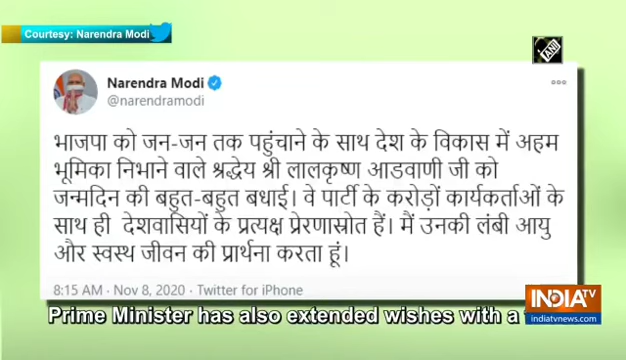 Courtesy: Narendra Modi
ANI
Narendra Modi
@narendramodi
भाजपा को जन-जन तक पहुंचाने के साथ देश के विकास में अहम
भूमिका निभाने वाले श्रद्धेय श्री लालकृष्ण आडवाणी जी को
जन्मदिन की बहुत-बहुत बधाई। वे पार्टी के करोड़ों कार्यकर्ताओं के
साथ ही देशवासियों के प्रत्यक्ष प्रेरणास्रोत हैं। मैं उनकी लंबी आयु
और स्वस्थ जीवन की प्रार्थना करता हूं।
8:15 AM · Nov 8, 2020 · Twitter for iPhone
Prime Minister has also extended wishes with a
INDIA TV
indiatvnews.com